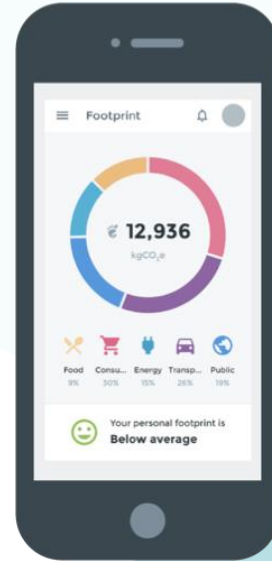 Footprint
12,936
kgCO₂e
Food Consu... Energy Transp... Public
9% 30% 15% 26% 19%
Your personal footprint is
Below average